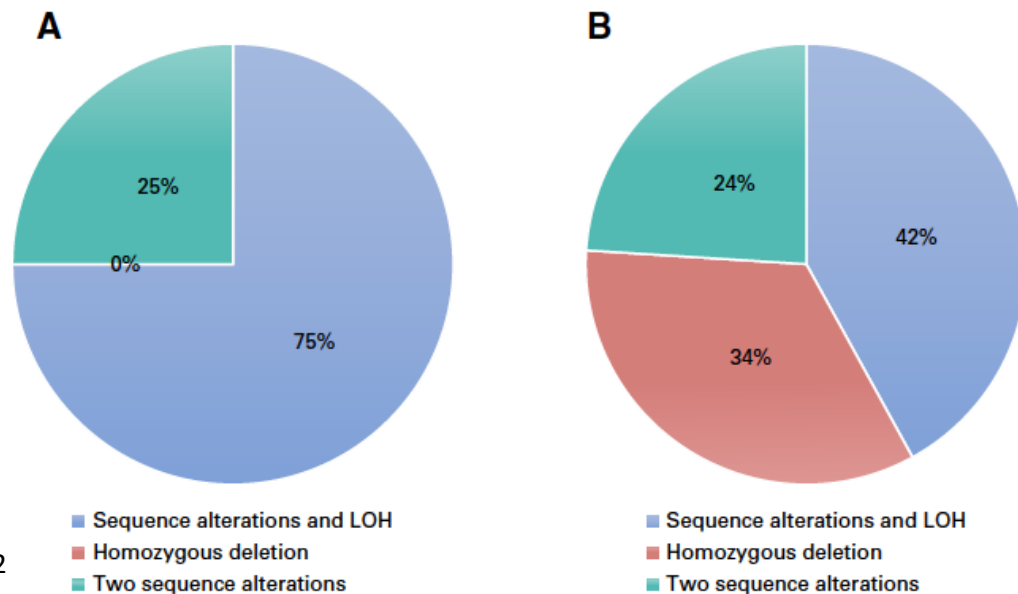 A
25%
0%
75%
Sequence alterations and LOH
Homozygous deletion
Two sequence alterations
B
24%
42%
34%
Sequence alterations and LOH
Homozygous deletion
Two sequence alterations
2